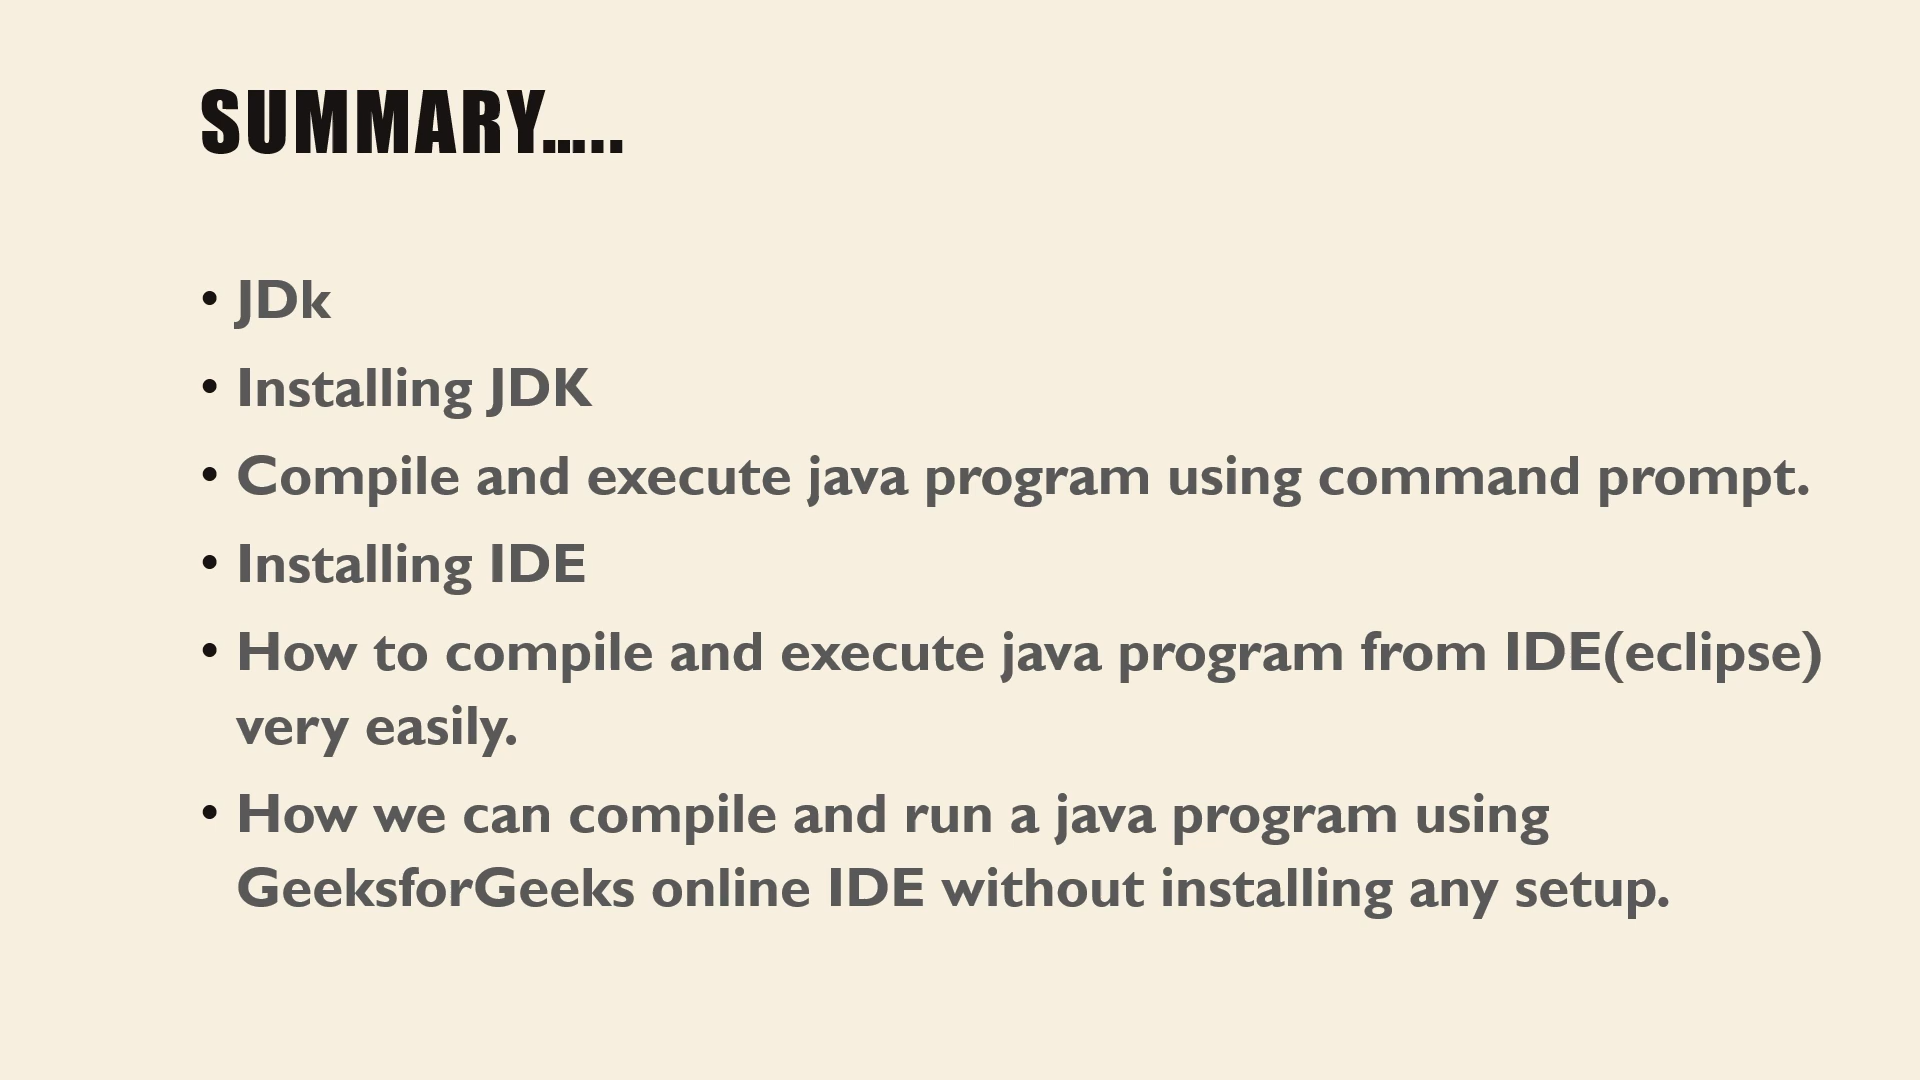 SUMMARY.....
• JDk
• Installing JDK
• Compile and execute java program using command prompt.
• Installing IDE
• How to compile and execute java program from IDE(eclipse)
very easily.
• How we can compile and run a java program using
GeeksforGeeks online IDE without installing any setup.